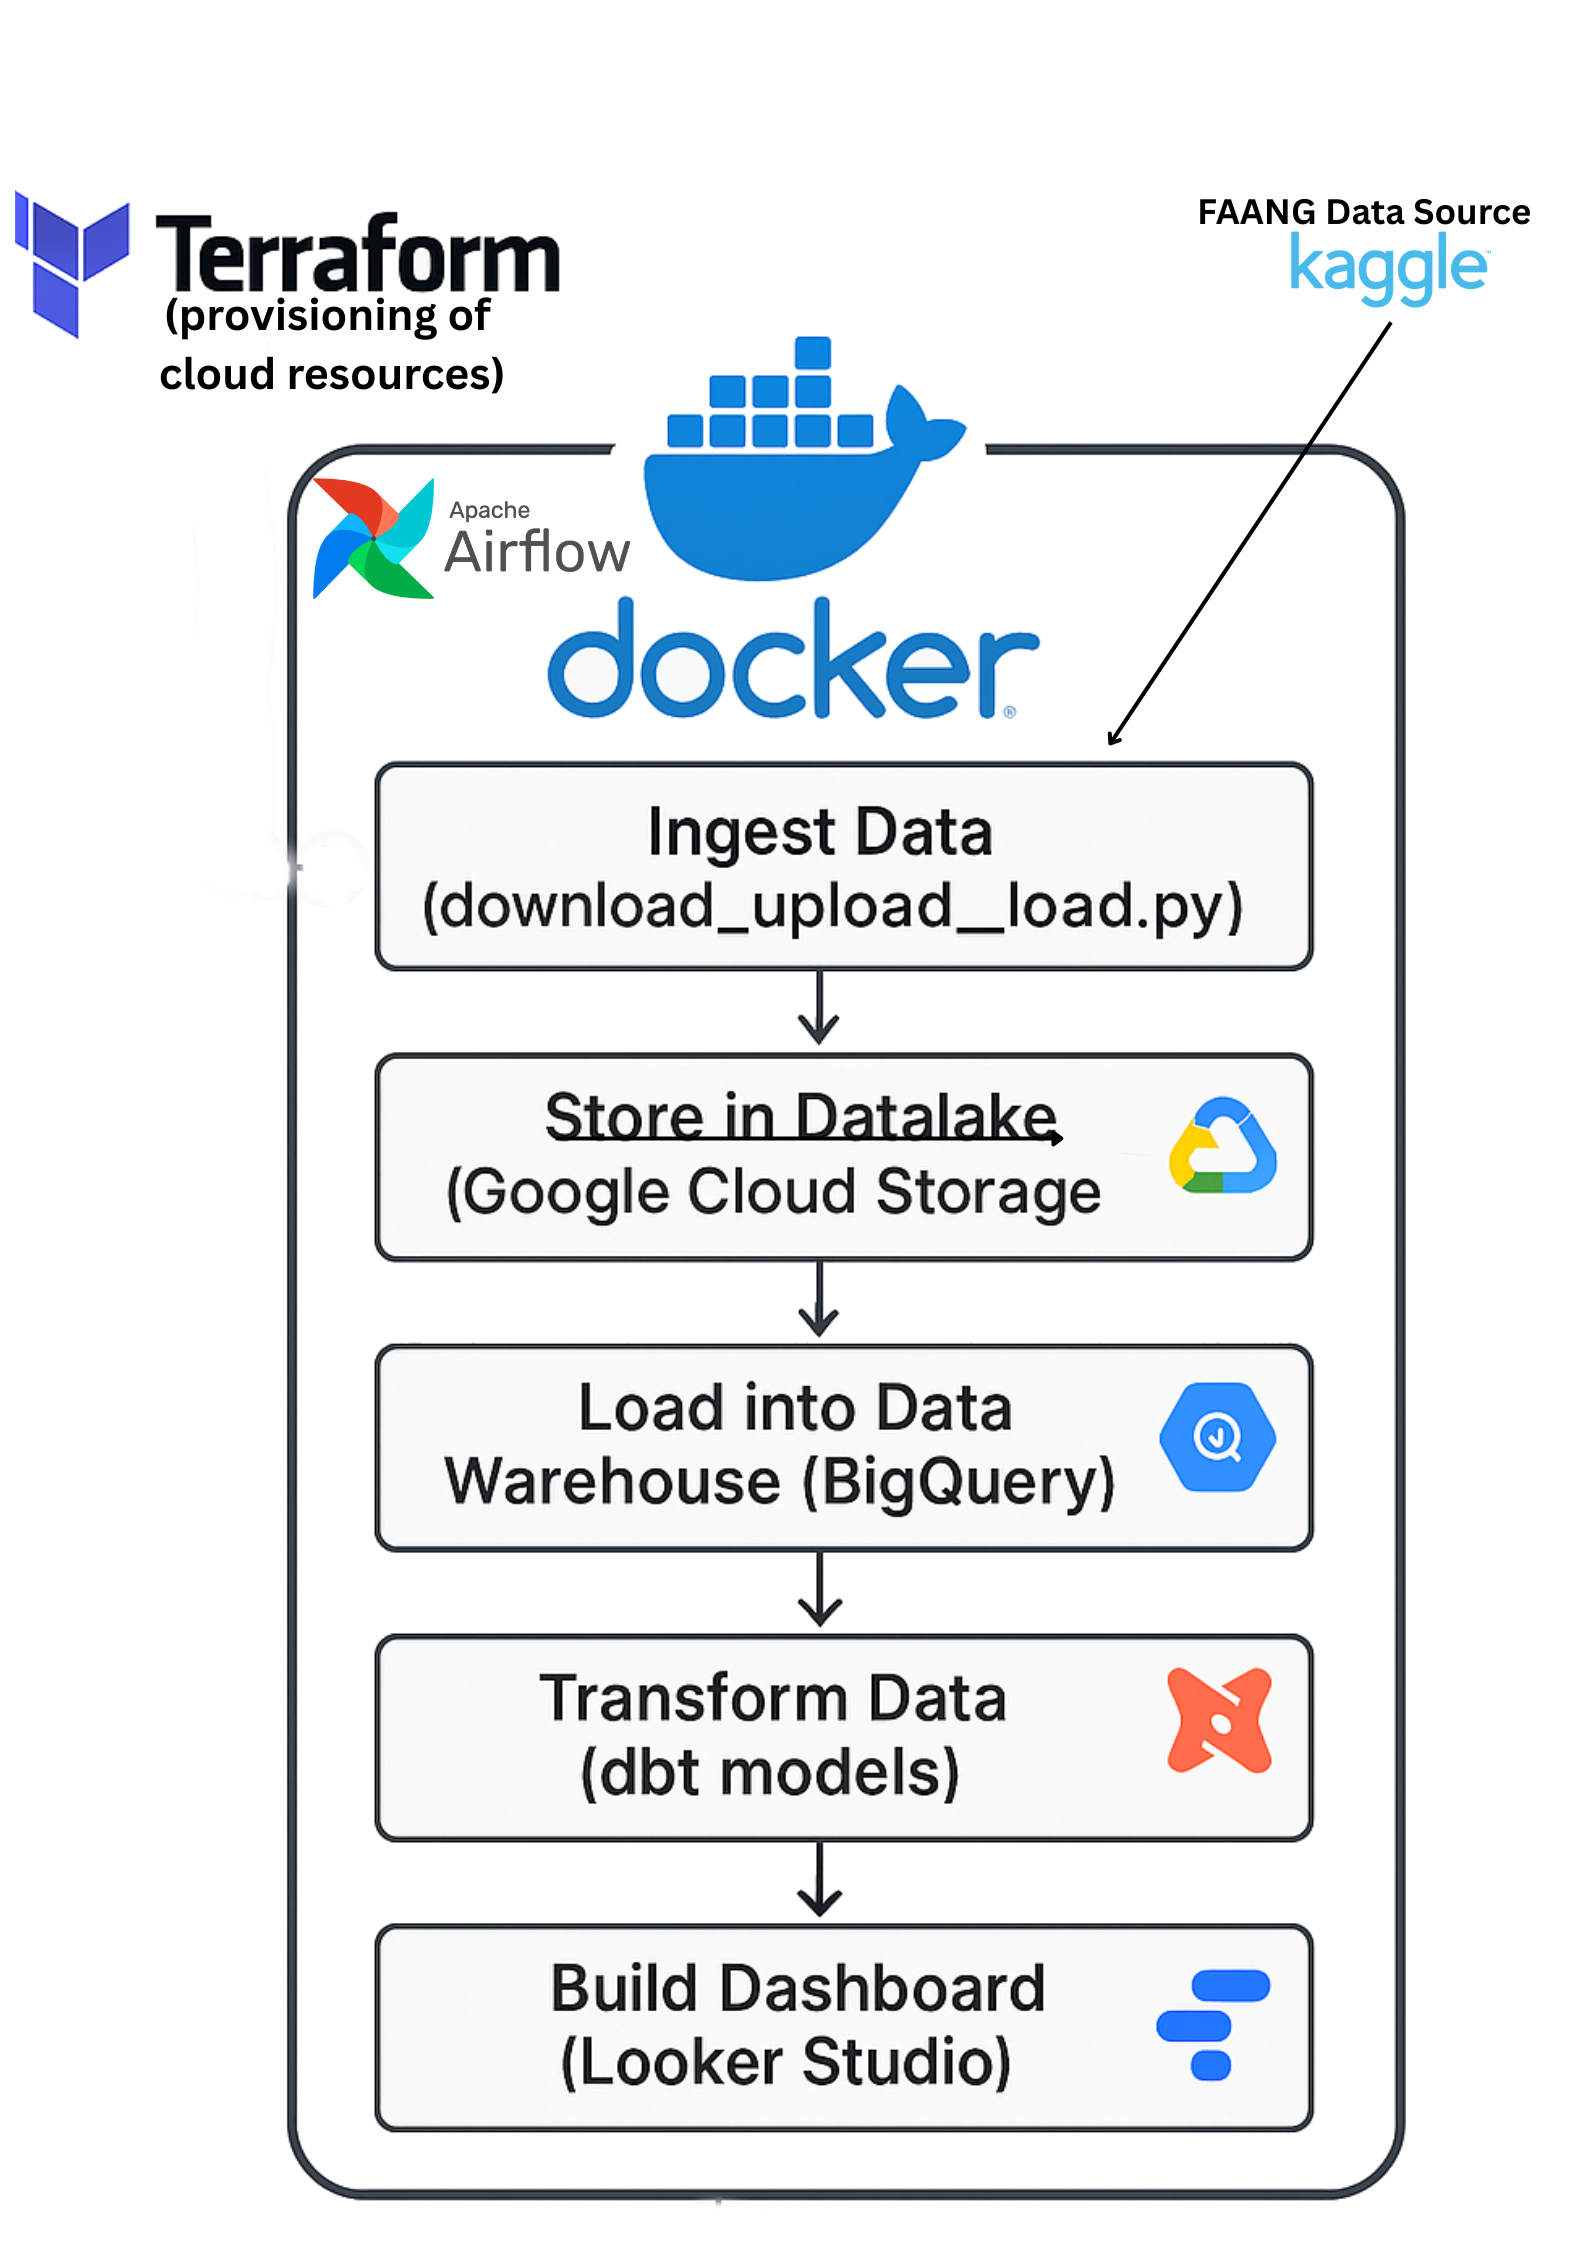 FAANG Data Source
kaggle
Terraform
(provisioning of
cloud resources)
Apache
Airflow
docker
®
Ingest Data
(download_upload__load.py)
Store in Datalake
(Google Cloud Storage
Load into Data
Warehouse (BigQuery)
Transform Data
(dbt models)
Build Dashboard
(Looker Studio)